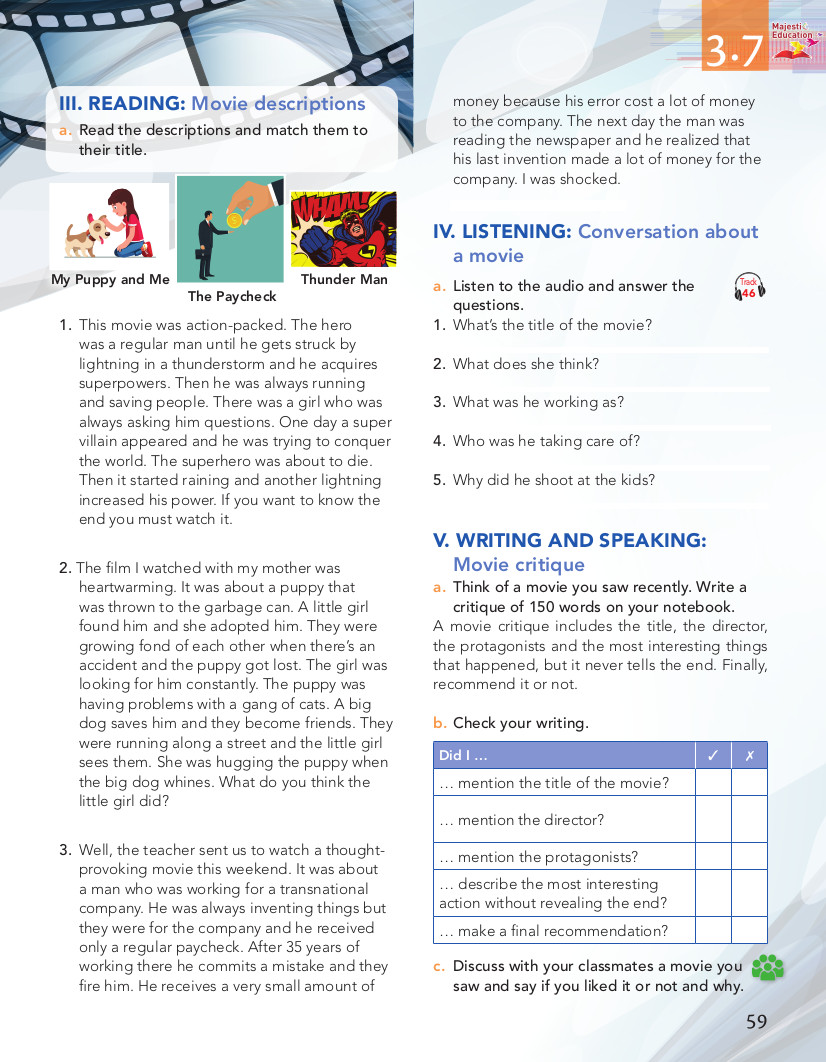 III. READING: Movie descriptions
a. Read the descriptions and match them to
their title.
WHAM!
My Puppy and Me
The Paycheck
Thunder Man
1. This movie was action-packed. The hero
was a regular man until he gets struck by
lightning in a thunderstorm and he acquires
superpowers. Then he was always running
and saving people. There was a girl who was
always asking him questions. One day a super
villain appeared and he was trying to conquer
the world. The superhero was about to die.
Then it started raining and another lightning
increased his power. If you want to know the
end you must watch it.
2. The film I watched with my mother was
heartwarming. It was about a puppy that
was thrown to the garbage can. A little girl
found him and she adopted him. They were
growing fond of each other when there's an
accident and the puppy got lost. The girl was
looking for him constantly. The puppy was
having problems with a gang of cats. A big
dog saves him and they become friends. They
were running along a street and the little girl
sees them. She was hugging the puppy when
the big dog whines. What do you think the
little girl did?
3. Well, the teacher sent us to watch a thought-
provoking movie this weekend. It was about
a man who was working for a transnational
company. He was always inventing things but
they were for the company and he received
only a regular paycheck. After 35 years of
working there he commits a mistake and they
fire him. He receives a very small amount of
3.7
Majestic
Education
money because his error cost a lot of money
to the company. The next day the man was
reading the newspaper and he realized that
his last invention made a lot of money for the
company. I was shocked.
IV. LISTENING: Conversation about
a movie
a. Listen to the audio and answer the
questions.
Track
46
1. What's the title of the movie?
2. What does she think?
3. What was he working as?
4. Who was he taking care of?
5. Why did he shoot at the kids?
V. WRITING AND SPEAKING:
Movie critique
a. Think of a movie you saw recently. Write a
critique of 150 words on your notebook.
A movie critique includes the title, the director,
the protagonists and the most interesting things
that happened, but it never tells the end. Finally,
recommend it or not.
b. Check your writing.
Did I … ✓ ✗
… mention the title of the movie?
… mention the director?
… mention the protagonists?
… describe the most interesting
action without revealing the end?
… make a final recommendation?
c. Discuss with your classmates a movie you
saw and say if you liked it or not and why.
59